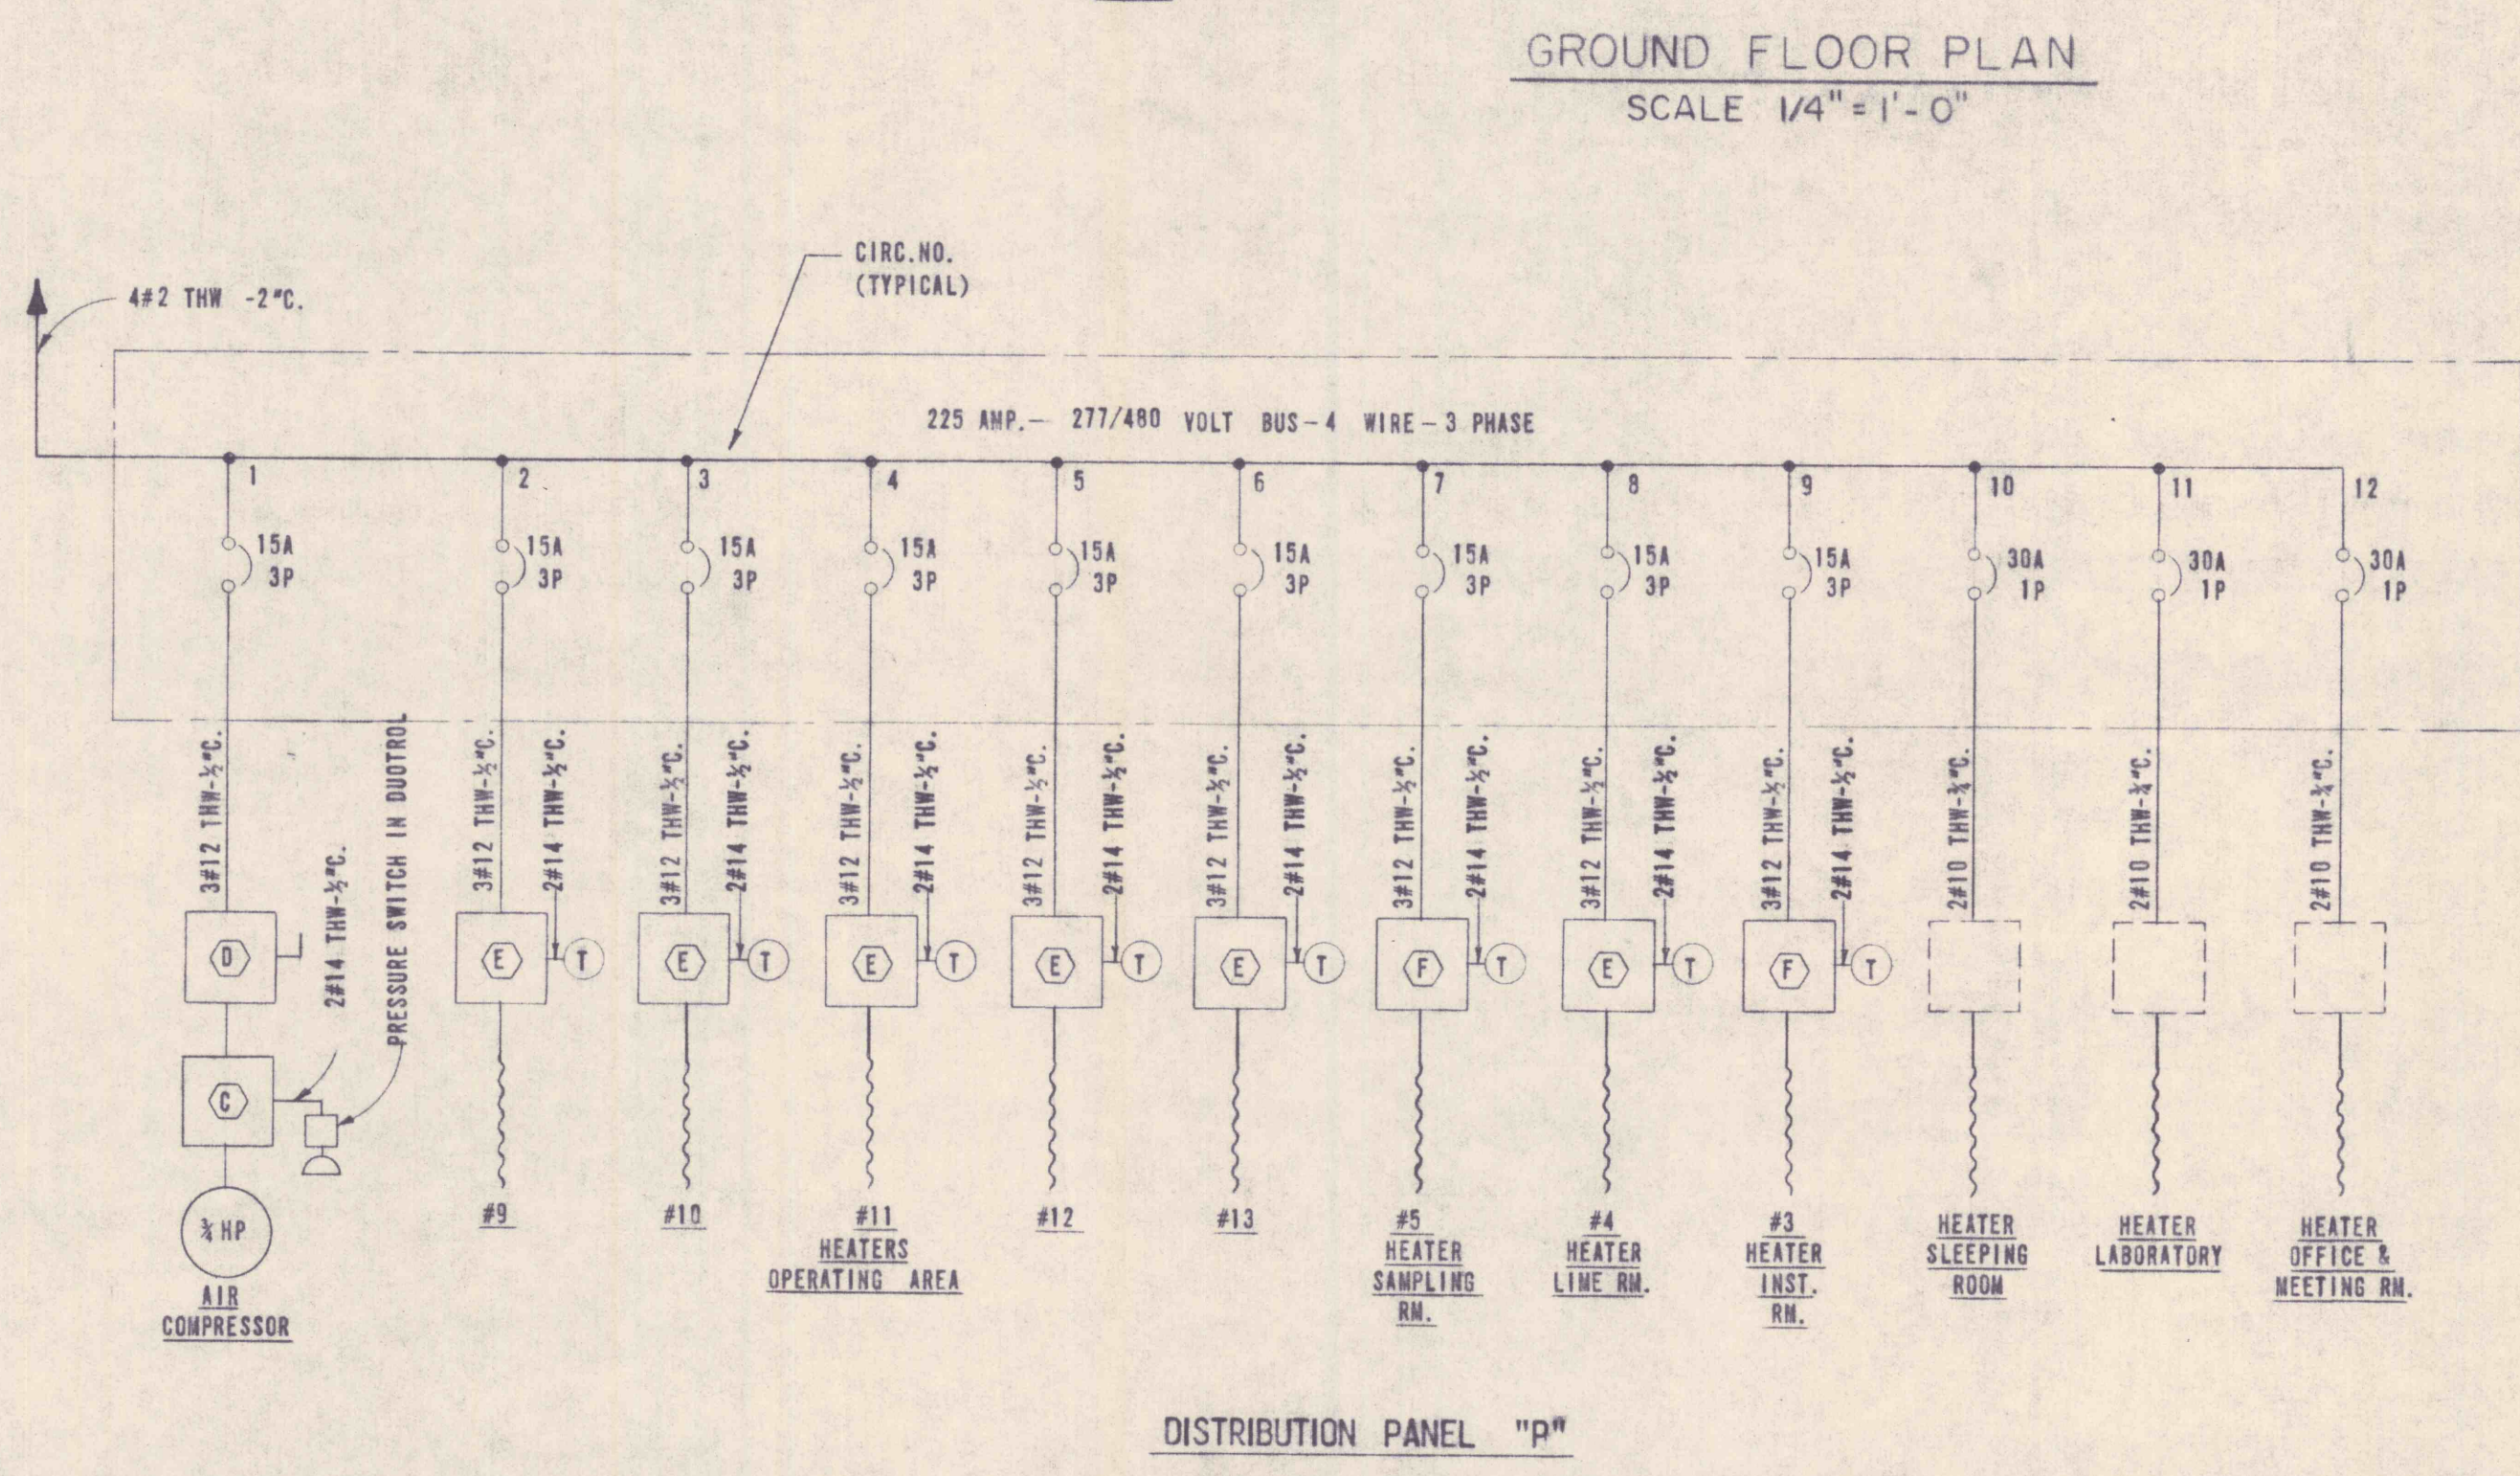 GROUND FLOOR PLAN
SCALE 1/4" = 1'-0"
CIRC.NO.
(TYPICAL)
4#2 THW -2"C.
225 AMP.— 277/480 VOLT BUS-4 WIRE-3 PHASE
1
2
3
4
5
6
7
8
9
10
11
12
15A
3P
15A
3P
15A
3P
15A
3P
15A
3P
15A
3P
15A
3P
15A
3P
15A
3P
30A
1P
30A
1P
30A
1P
3#12 THW-½"C.
2#14 THW-½"C.
PRESSURE SWITCH IN DUOTROL
3#12 THW-½"C.
2#14 THW-½"C.
3#12 THW-½"C.
2#14 THW-½"C.
3#12 THW-½"C.
2#14 THW-½"C.
3#12 THW-½"C.
2#14 THW-½"C.
3#12 THW-½"C.
2#14 THW-½"C.
3#12 THW-½"C.
2#14 THW-½"C.
3#12 THW-½"C.
2#14 THW-½"C.
3#12 THW-½"C.
2#14 THW-½"C.
2#10 THW-¾"C.
2#10 THW-¾"C.
2#10 THW-¾"C.
D
E
T
E
T
E
T
E
T
E
T
F
T
E
T
F
T
C
¾ HP
AIR
COMPRESSOR
#9
#10
#11
HEATERS
OPERATING AREA
#12
#13
#5
HEATER
SAMPLING
RM.
#4
HEATER
LIME RM.
#3
HEATER
INST.
RM.
HEATER
SLEEPING
ROOM
HEATER
LABORATORY
HEATER
OFFICE &
MEETING RM.
DISTRIBUTION PANEL "P"